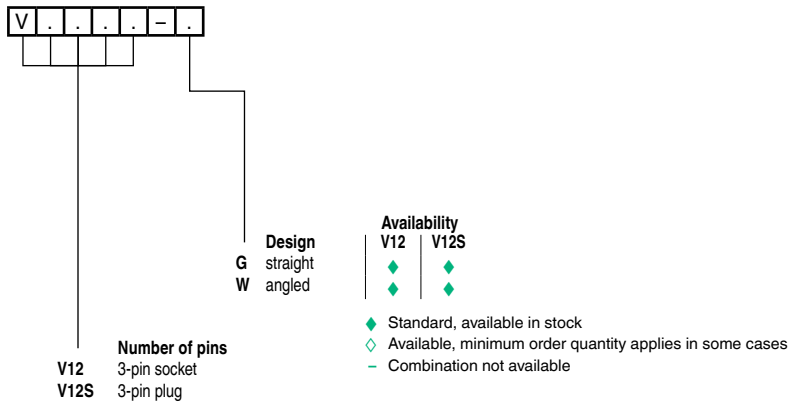 V . . . . – .
Availability
Design V12 V12S
G straight ◆ ◆
W angled ◆ ◆
◆ Standard, available in stock
◇ Available, minimum order quantity applies in some cases
– Combination not available
Number of pins
V12 3-pin socket
V12S 3-pin plug